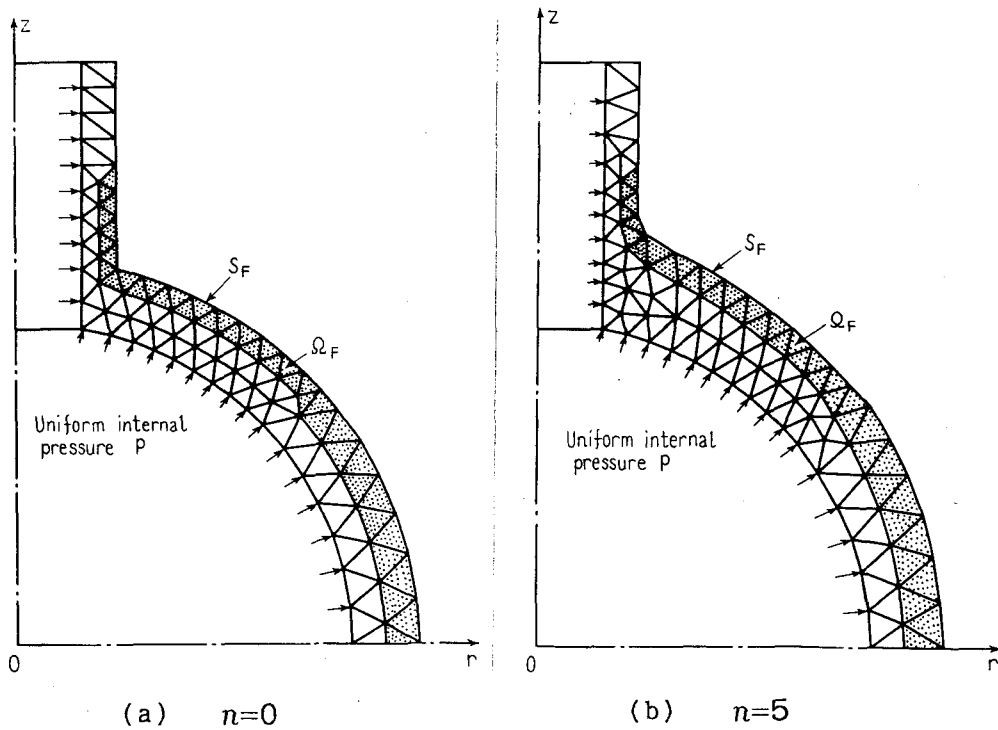 z
S_F
Ω_F
Uniform internal
pressure p
0
r
(a) n=0
z
S_F
Ω_F
Uniform internal
pressure p
0
r
(b) n=5